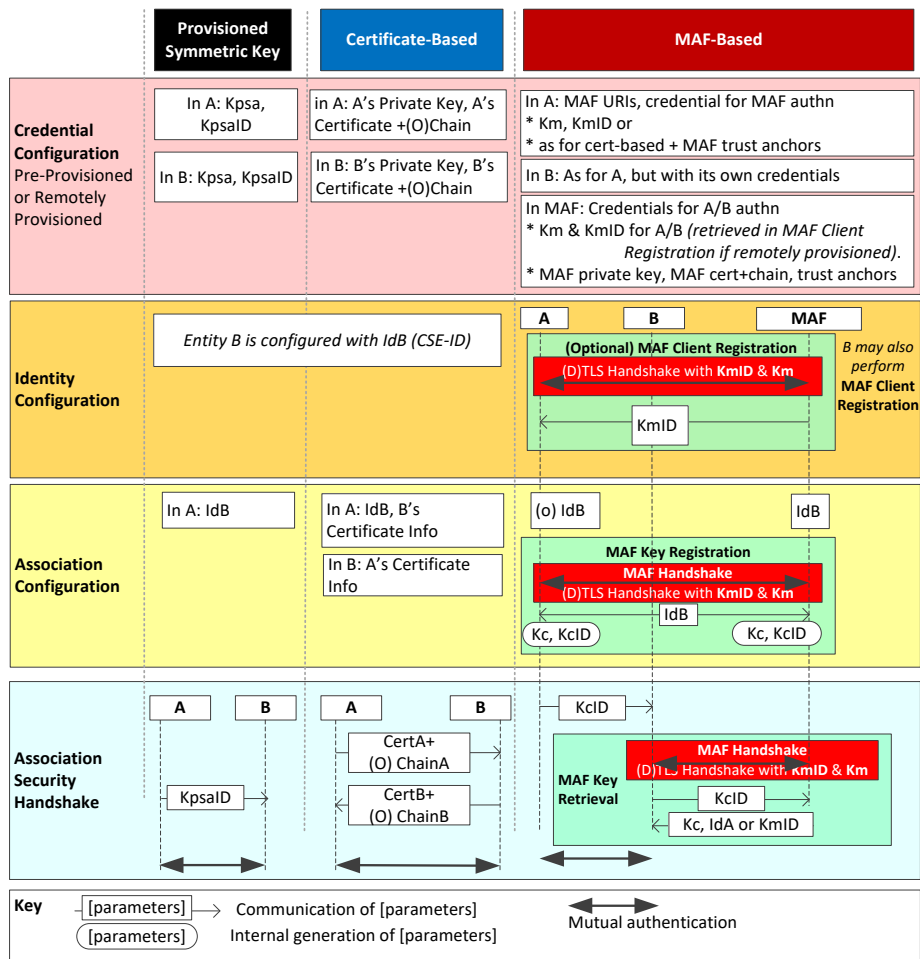 Provisioned
Symmetric Key
Certificate-Based
MAF-Based
Credential
Configuration
Pre-Provisioned
or Remotely
Provisioned
In A: Kpsa,
KpsaID
In B: Kpsa, KpsaID
in A: A's Private Key, A's
Certificate +(O)Chain
In B: B's Private Key, B's
Certificate +(O)Chain
In A: MAF URIs, credential for MAF authn
* Km, KmID or
* as for cert-based + MAF trust anchors
In B: As for A, but with its own credentials
In MAF: Credentials for A/B authn
* Km & KmID for A/B (retrieved in MAF Client
Registration if remotely provisioned).
* MAF private key, MAF cert+chain, trust anchors
Identity
Configuration
Entity B is configured with IdB (CSE-ID)
A
B
MAF
(Optional) MAF Client Registration
(D)TLS Handshake with KmID & Km
KmID
B may also
perform
MAF Client
Registration
Association
Configuration
In A: IdB
In A: IdB, B's
Certificate Info
In B: A's Certificate
Info
(o) IdB
IdB
MAF Key Registration
MAF Handshake
(D)TLS Handshake with KmID & Km
IdB
Kc, KcID
Kc, KcID
Association
Security
Handshake
A
B
KpsaID
A
B
CertA+
(O) ChainA
CertB+
(O) ChainB
KcID
MAF Key
Retrieval
MAF Handshake
(D)TLS Handshake with KmID & Km
KcID
Kc, IdA or KmID
Key
[parameters]
Communication of [parameters]
[parameters]
Internal generation of [parameters]
Mutual authentication